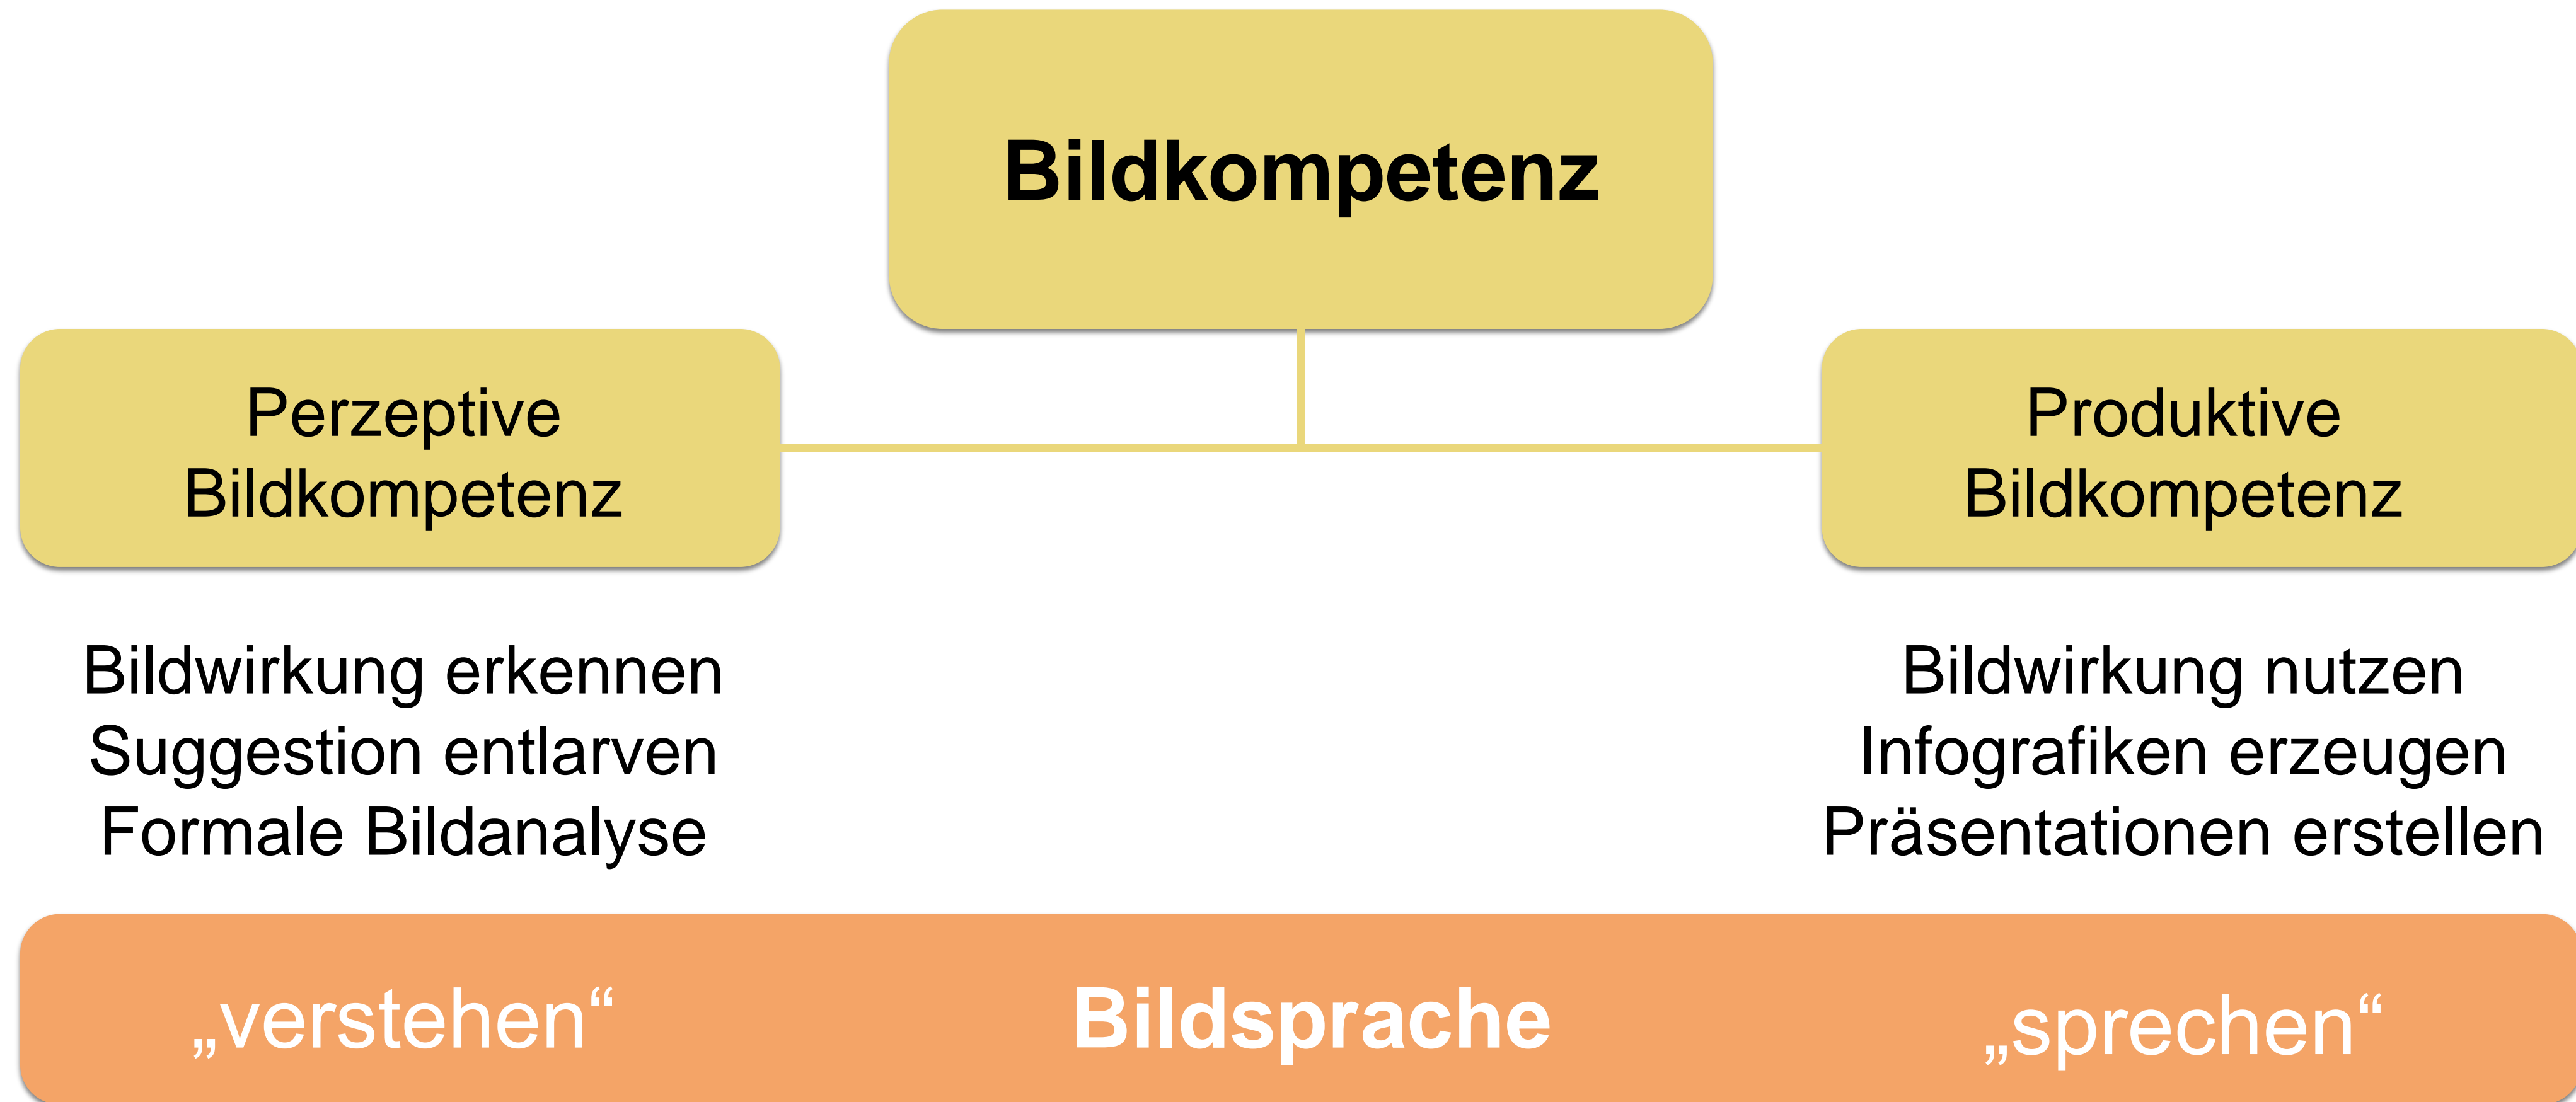 Bildkompetenz
Perzeptive
Bildkompetenz
Produktive
Bildkompetenz
Bildwirkung erkennen
Suggestion entlarven
Formale Bildanalyse
Bildwirkung nutzen
Infografiken erzeugen
Präsentationen erstellen
„verstehen“
Bildsprache
„sprechen“